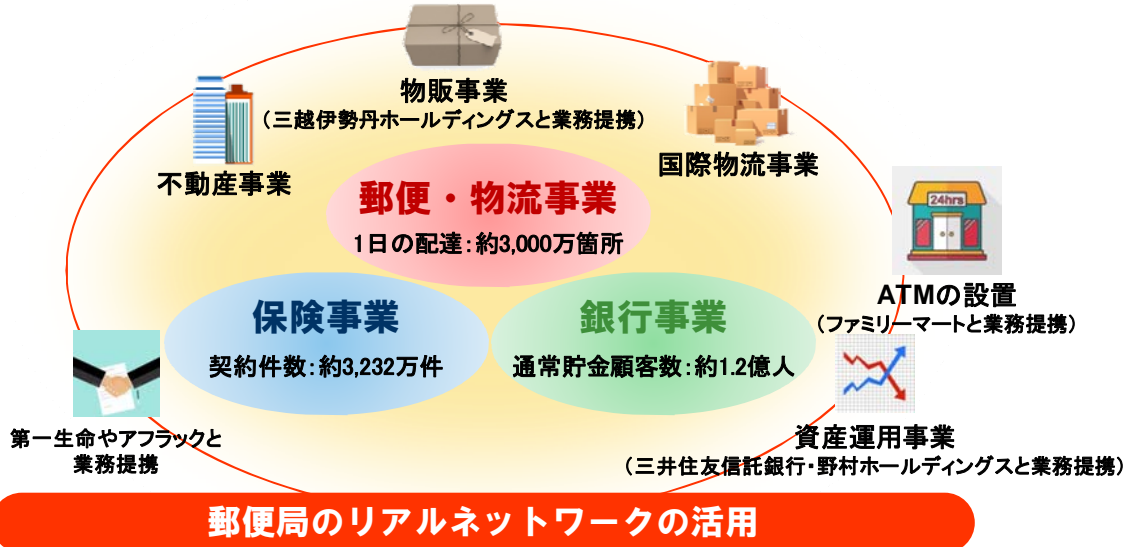 物販事業
（三越伊勢丹ホールディングスと業務提携）
不動産事業
国際物流事業
郵便・物流事業
1日の配達：約3,000万箇所
24hrs
ATMの設置
（ファミリーマートと業務提携）
保険事業
契約件数：約3,232万件
銀行事業
通常貯金顧客数：約1.2億人
第一生命やアフラックと
業務提携
資産運用事業
（三井住友信託銀行・野村ホールディングスと業務提携）
郵便局のリアルネットワークの活用